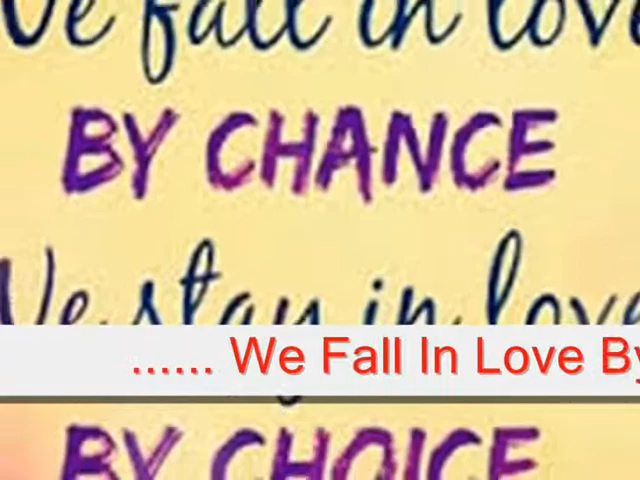 We fall in love
BY CHANCE
We stay in love
...... We Fall In Love By
BY CHOICE